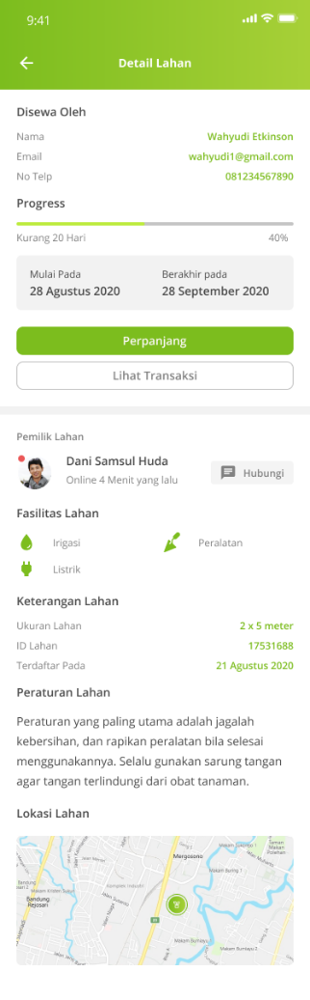 9:41
Detail Lahan
Disewa Oleh
Nama Wahyudi Etkinson
Email wahyudi1@gmail.com
No Telp 081234567890
Progress
Kurang 20 Hari 40%
Mulai Pada Berakhir pada
28 Agustus 2020 28 September 2020
Perpanjang
Lihat Transaksi
Pemilik Lahan
Dani Samsul Huda
Online 4 Menit yang lalu
Hubungi
Fasilitas Lahan
Irigasi Peralatan
Listrik
Keterangan Lahan
Ukuran Lahan 2 x 5 meter
ID Lahan 17531688
Terdaftar Pada 21 Agustus 2020
Peraturan Lahan
Peraturan yang paling utama adalah jagalah
kebersihan, dan rapikan peralatan bila selesai
menggunakannya. Selalu gunakan sarung tangan
agar tangan terlindungi dari obat tanaman.
Lokasi Lahan
Mergosono
Bandung
Rejosari